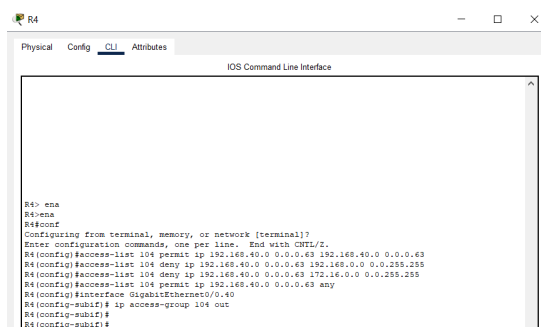 R4
Physical Config CLI Attributes
IOS Command Line Interface
R4> ena
R4>ena
R4#conf
Configuring from terminal, memory, or network [terminal]?
Enter configuration commands, one per line.  End with CNTL/Z.
R4(config)#access-list 104 permit ip 192.168.40.0 0.0.0.63 192.168.40.0 0.0.0.63
R4(config)#access-list 104 deny ip 192.168.40.0 0.0.0.63 192.168.0.0 0.0.255.255
R4(config)#access-list 104 deny ip 192.168.40.0 0.0.0.63 172.16.0.0 0.0.255.255
R4(config)#access-list 104 permit ip 192.168.40.0 0.0.0.63 any
R4(config)#interface GigabitEthernet0/0.40
R4(config-subif)# ip access-group 104 out
R4(config-subif)#
R4(config-subif)#